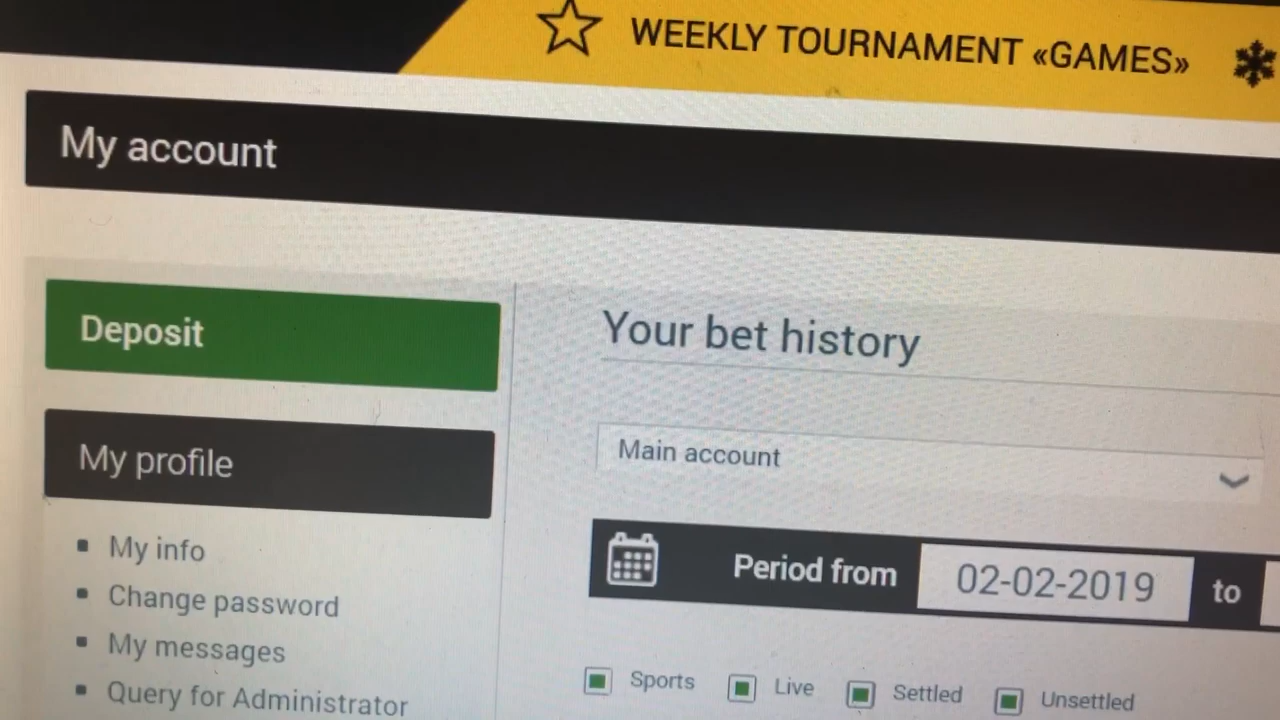 WEEKLY TOURNAMENT «GAMES»
My account
Deposit
My profile
My info
Change password
My messages
Query for Administrator
Your bet history
Main account
Period from 02-02-2019 to
Sports Live Settled Unsettled